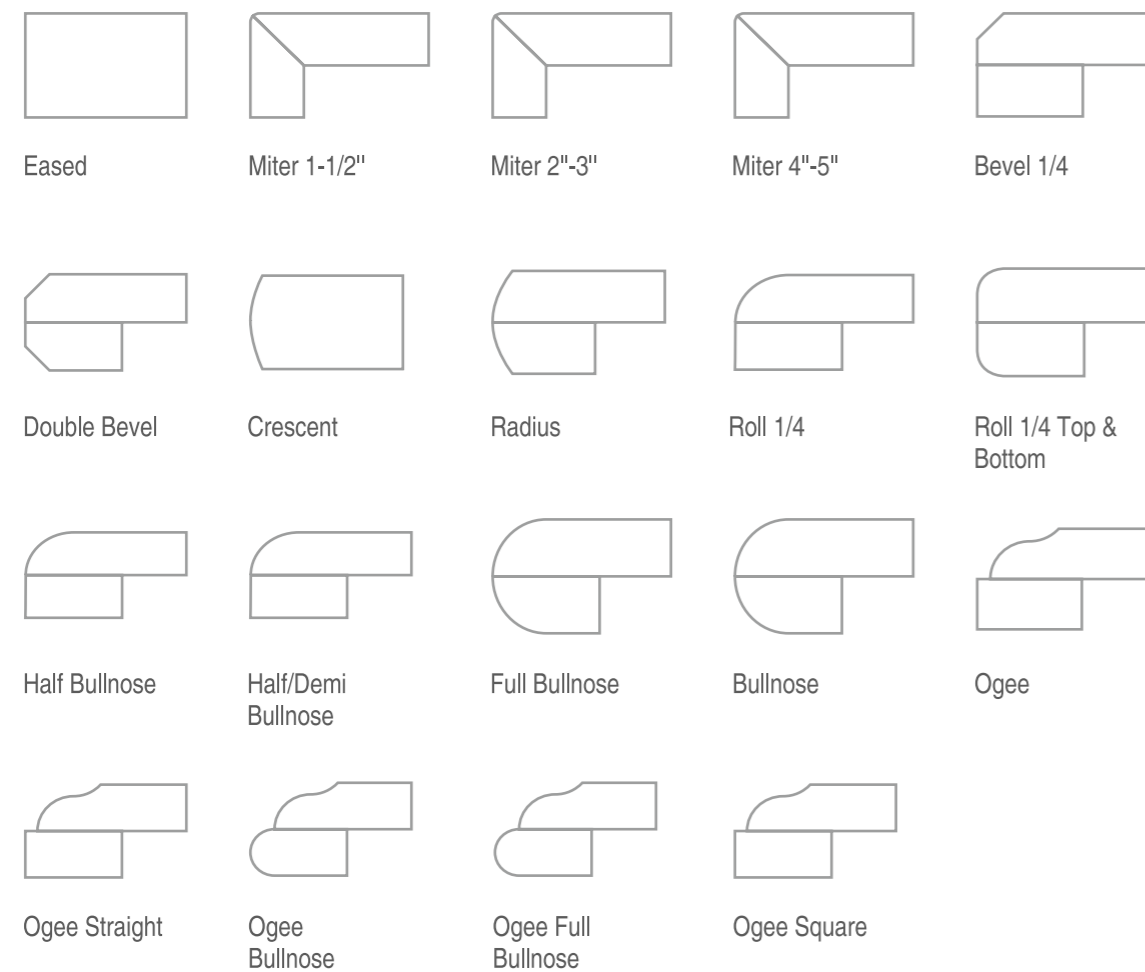 Eased
Miter 1-1/2"
Miter 2"-3"
Miter 4"-5"
Bevel 1/4
Double Bevel
Crescent
Radius
Roll 1/4
Roll 1/4 Top &
Bottom
Half Bullnose
Half/Demi
Bullnose
Full Bullnose
Bullnose
Ogee
Ogee Straight
Ogee
Bullnose
Ogee Full
Bullnose
Ogee Square